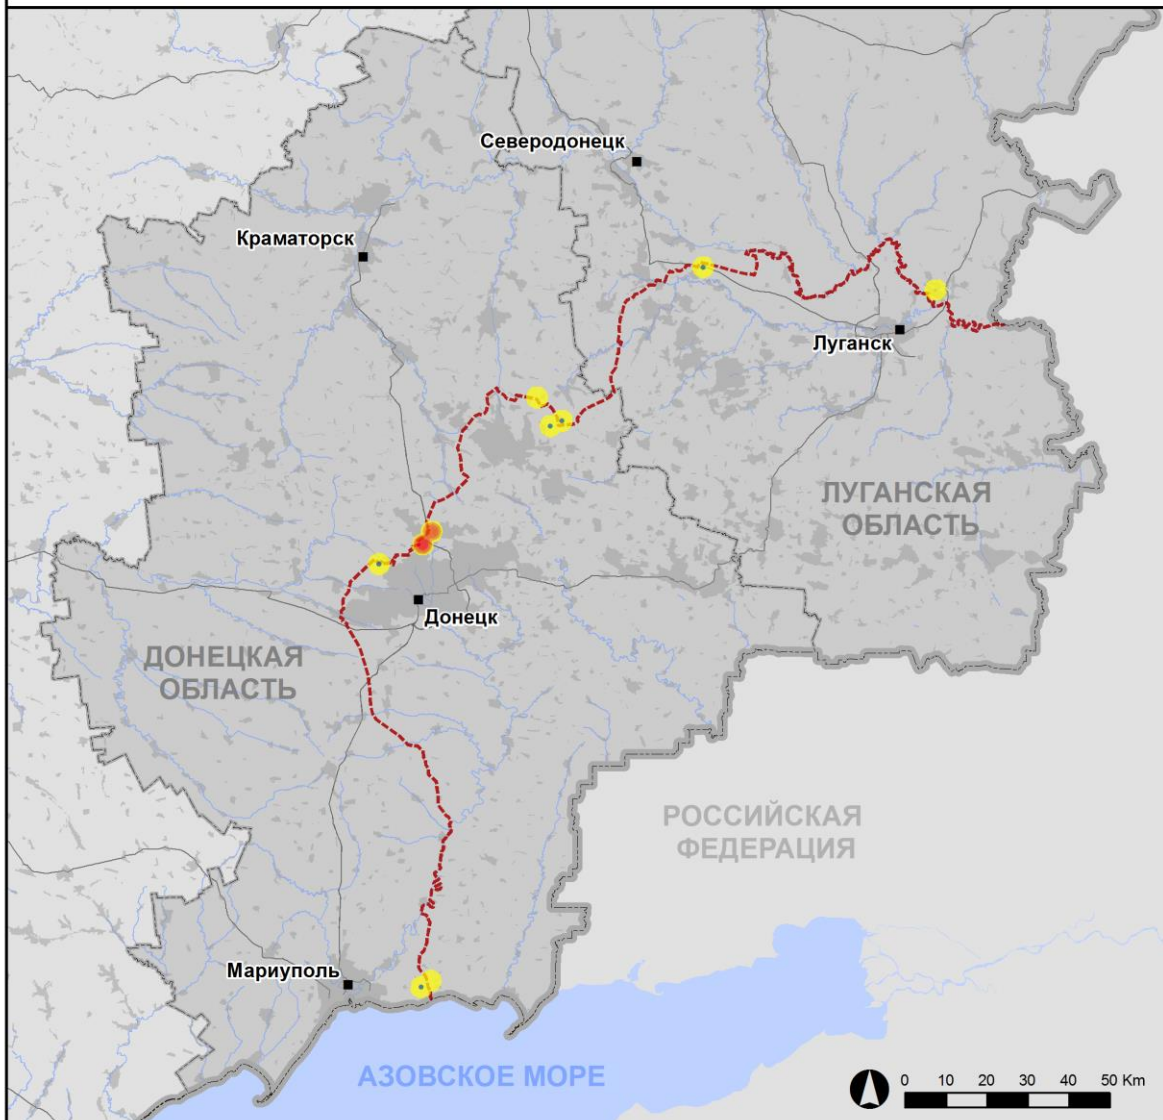 Северодонецк
Краматорск
Луганск
ЛУГАНСКАЯ
ОБЛАСТЬ
Донецк
ДОНЕЦКАЯ
ОБЛАСТЬ
РОССИЙСКАЯ
ФЕДЕРАЦИЯ
Мариуполь
АЗОВСКОЕ МОРЕ
0 10 20 30 40 50 Km